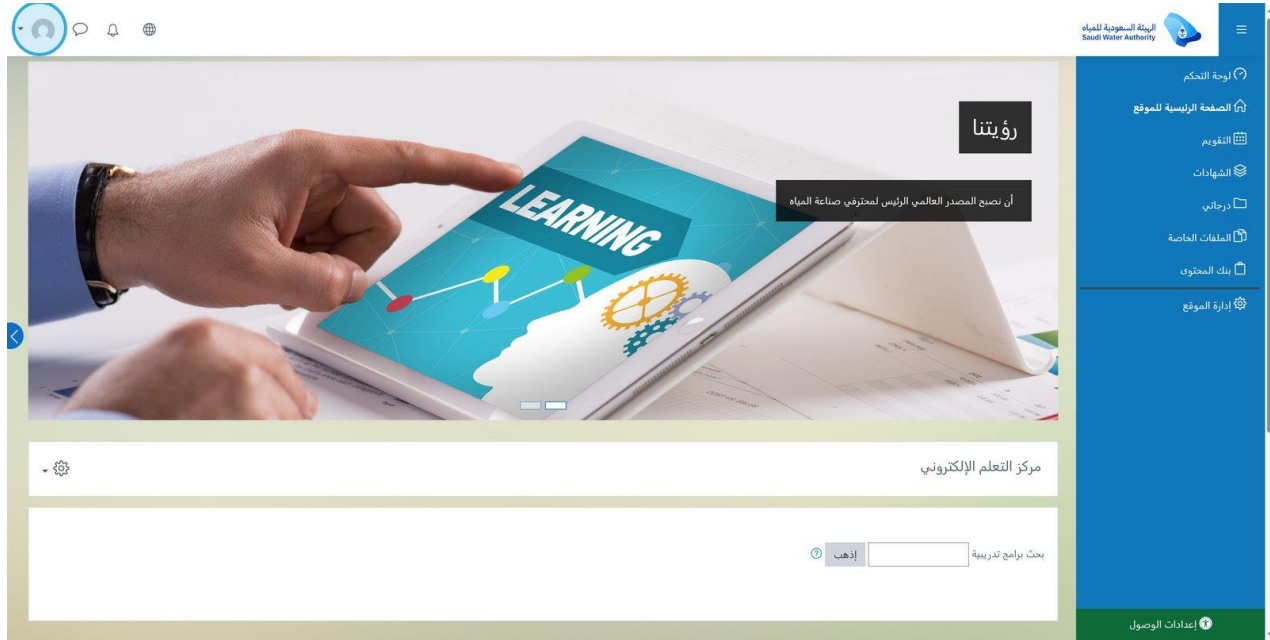 الهيئة السعودية للمياه
Saudi Water Authority
لوحة التحكم
الصفحة الرئيسية للموقع
التقويم
الشهادات
درجاتي
الملفات الخاصة
بنك المحتوى
إدارة الموقع
إعدادات الوصول
رؤيتنا
أن نصبح المصدر العالمي الرئيس لمحترفي صناعة المياه
LEARNING
مركز التعلم الإلكتروني
بحث برامج تدريبية
إذهب